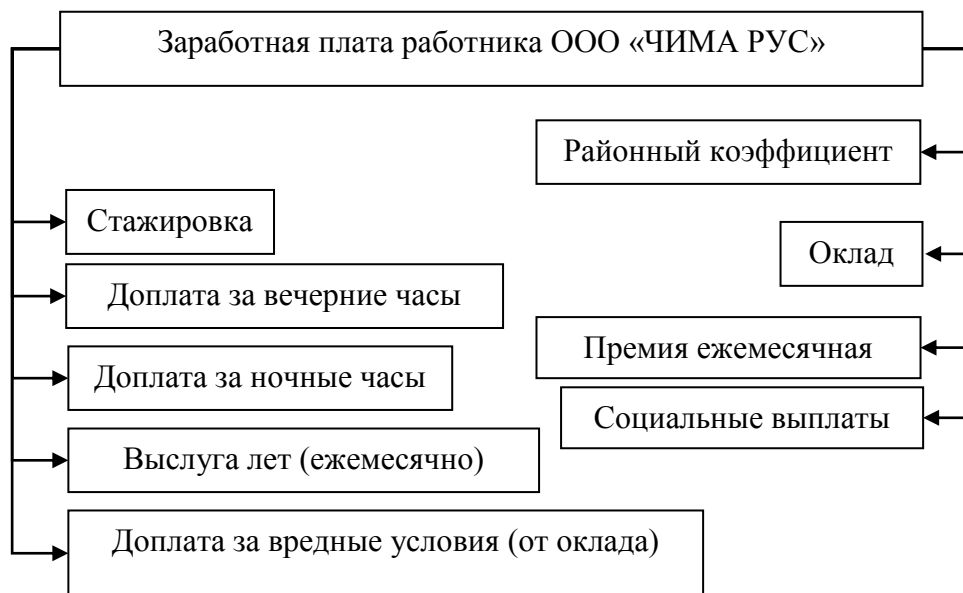 Заработная плата работника ООО «ЧИМА РУС»
Районный коэффициент
Стажировка
Оклад
Доплата за вечерние часы
Премия ежемесячная
Доплата за ночные часы
Социальные выплаты
Выслуга лет (ежемесячно)
Доплата за вредные условия (от оклада)